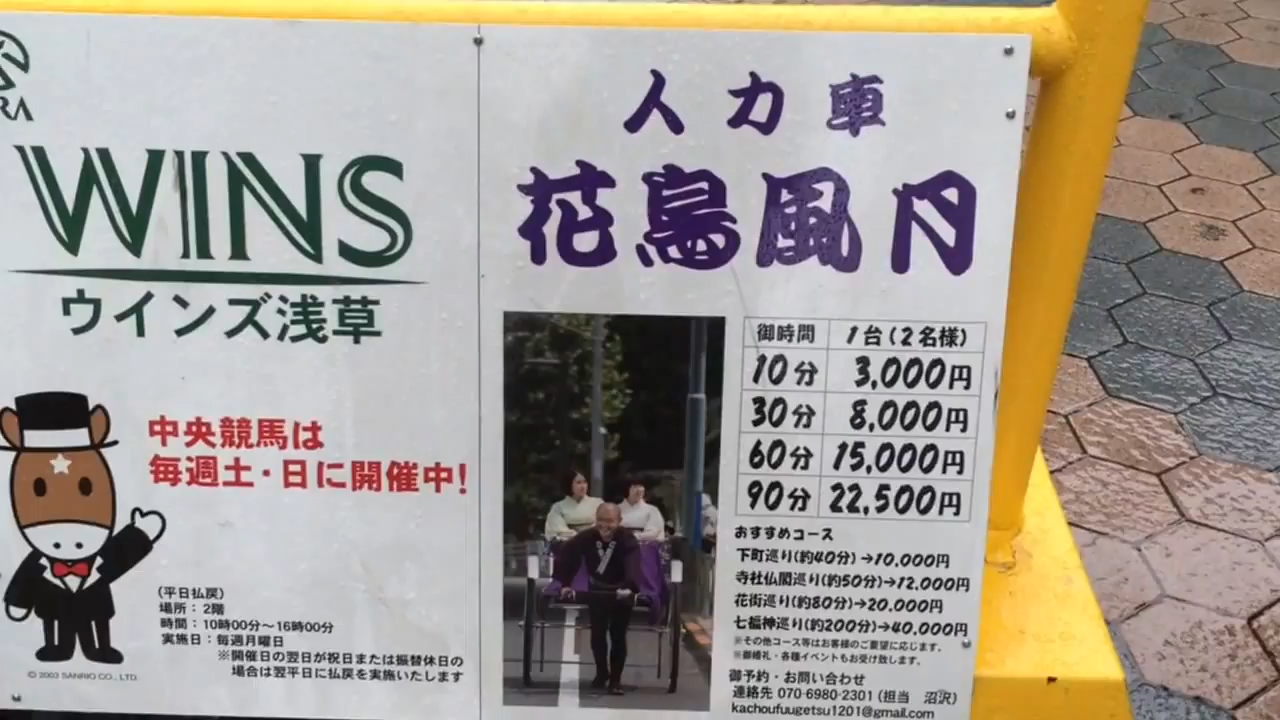 RA
WINS
ウインズ浅草
中央競馬は
毎週土・日に開催中!
(平日払戻)
場所：2階
時間：10時00分～16時00分
実施日：毎週月曜日
※開催日の翌日が祝日または振替休日の
場合は翌平日に払戻を実施いたします
© 2003 SANRIO CO., LTD.
人力車
花鳥風月
御時間 1台(2名様)
10分 3,000円
30分 8,000円
60分 15,000円
90分 22,500円
おすすめコース
下町巡り(約40分)→10,000円
寺社仏閣巡り(約50分)→12,000円
花街巡り(約80分)→20,000円
七福神巡り(約200分)→40,000円
※その他コース等はお客様のご要望に応じます。
※御婚礼・各種イベントもお受け致します。
御予約・お問い合わせ
連絡先 070-6980-2301 (担当 沼沢)
kachoufuugetsu1201@gmail.com